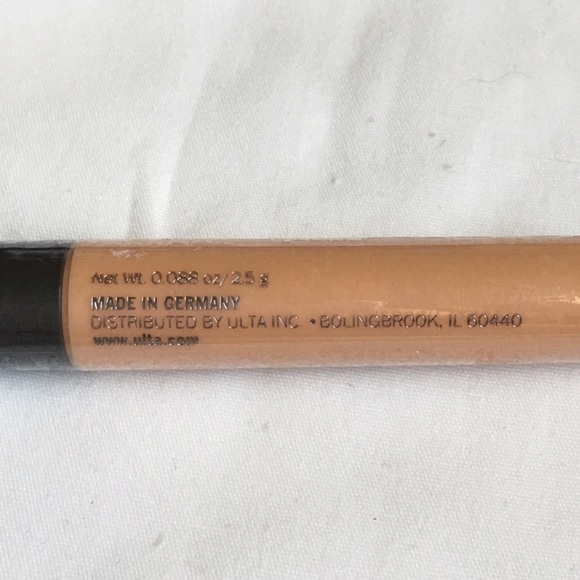 Net Wt. 0.088 oz/2.5 g
MADE IN GERMANY
DISTRIBUTED BY ULTA INC. • BOLINGBROOK, IL 60440
www.ulta.com